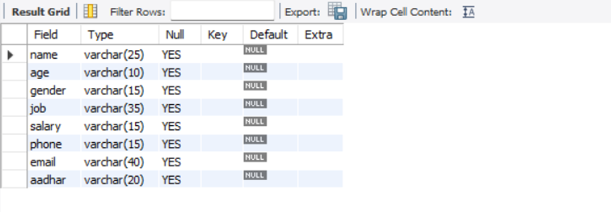 Result Grid Filter Rows: Export: Wrap Cell Content:
Field Type Null Key Default Extra
name varchar(25) YES NULL
age varchar(10) YES NULL
gender varchar(15) YES NULL
job varchar(35) YES NULL
salary varchar(15) YES NULL
phone varchar(15) YES NULL
email varchar(40) YES NULL
aadhar varchar(20) YES NULL